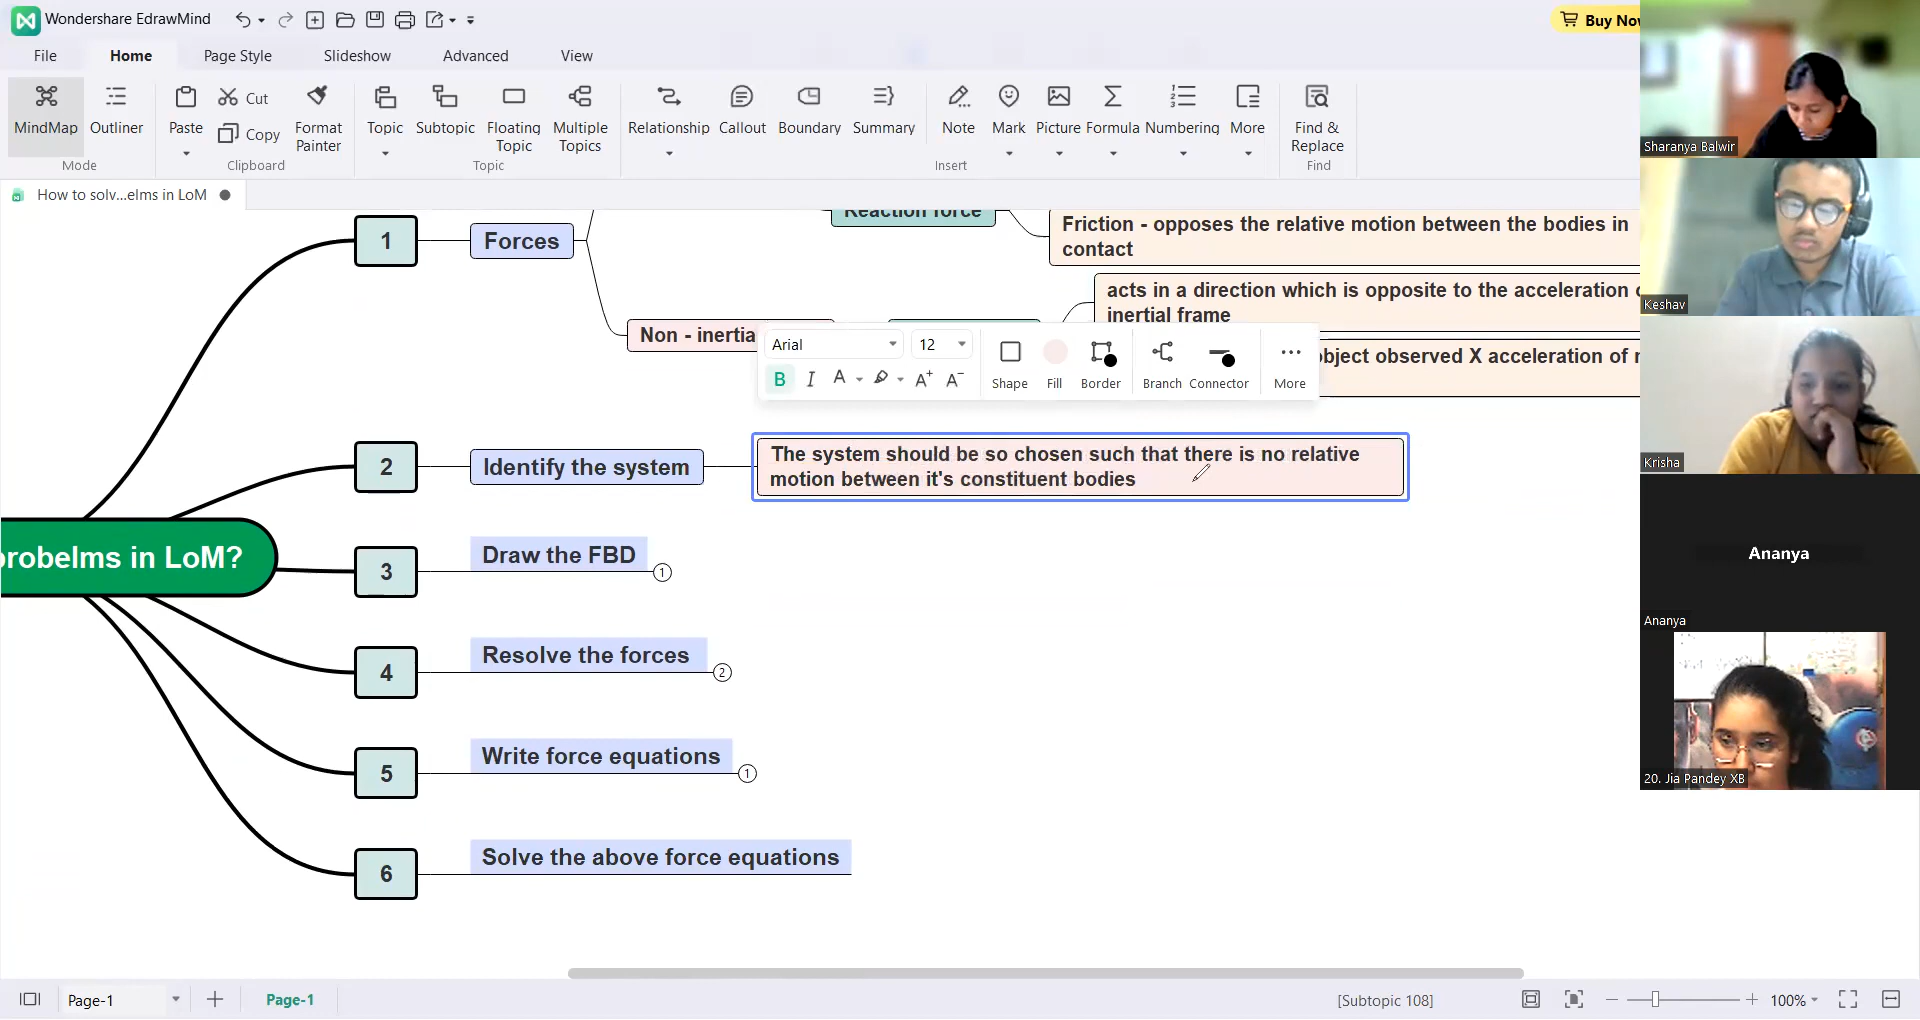 Wondershare EdrawMind
Buy Now
File
Home
Page Style
Slideshow
Advanced
View
MindMap
Outliner
Mode
Paste
Cut
Copy
Format
Painter
Clipboard
Topic
Subtopic
Floating
Topic
Multiple
Topics
Topic
Relationship
Callout
Boundary
Summary
Note
Mark
Picture
Formula
Numbering
More
Insert
Find &
Replace
Find
How to solv...elms in LoM
Reaction force
1
Forces
Friction - opposes the relative motion between the bodies in
contact
acts in a direction which is opposite to the acceleration
inertial frame
Non - inertia
object observed X acceleration of
Arial
12
B
I
A
A+
A-
Shape
Fill
Border
Branch
Connector
More
2
Identify the system
The system should be so chosen such that there is no relative
motion between it's constituent bodies
probelms in LoM?
3
Draw the FBD
1
4
Resolve the forces
2
5
Write force equations
1
6
Solve the above force equations
Sharanya Balwir
Keshav
Krisha
Ananya
Ananya
20. Jia Pandey XB
Page-1
Page-1
[Subtopic 108]
100%